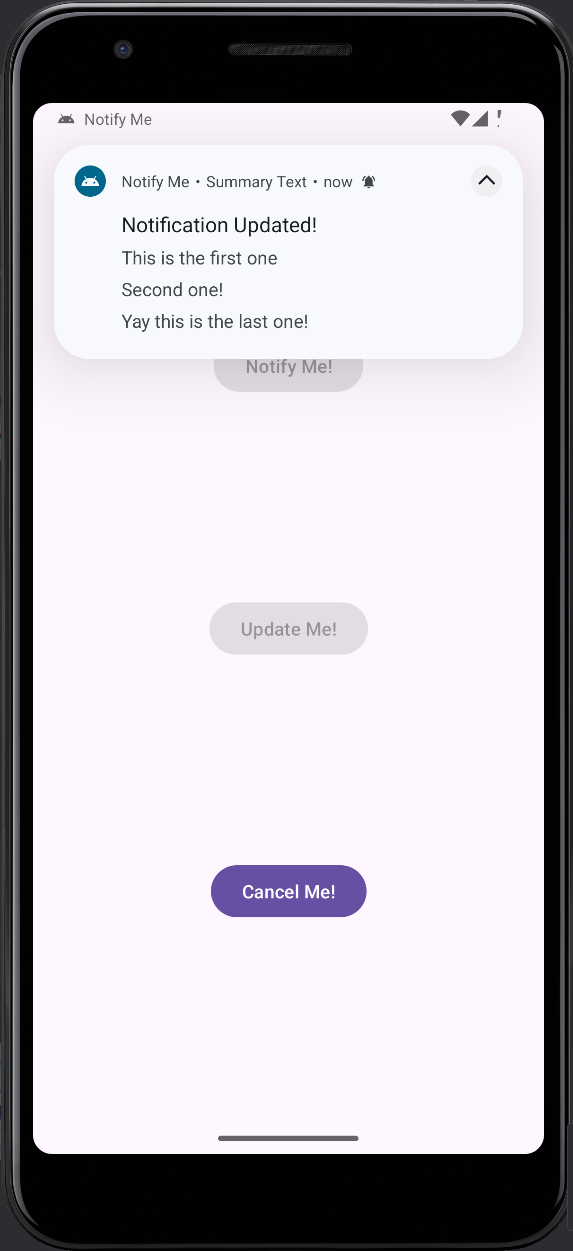 Notify Me
Notify Me • Summary Text • now
Notification Updated!
This is the first one
Second one!
Yay this is the last one!
Notify Me!
Update Me!
Cancel Me!